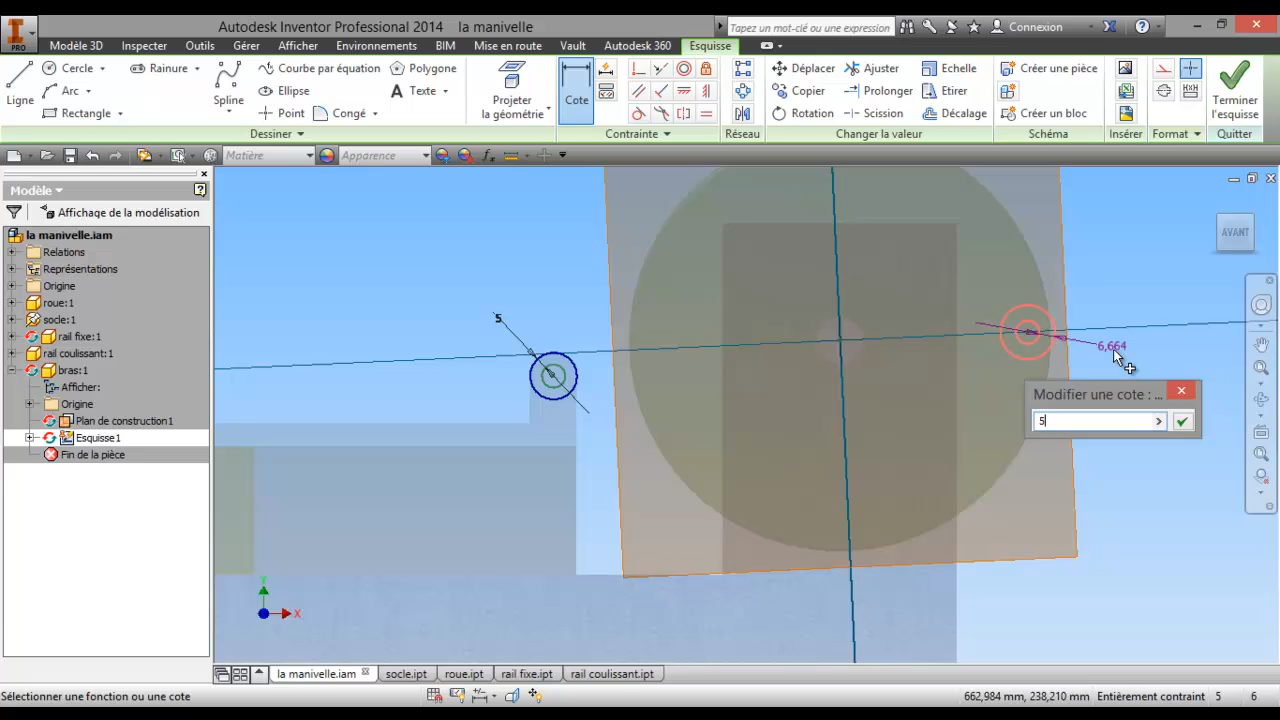 Autodesk Inventor Professional 2014   la manivelle
Tapez un mot-clé ou une expression
Connexion
PRO
Modèle 3D Inspecter Outils Gérer Afficher Environnements BIM Mise en route Vault Autodesk 360 Esquisse
Cercle Rainure Courbe par équation Polygone Déplacer Ajuster Echelle Créer une pièce
Ligne Arc Spline Ellipse A Texte Projeter la géométrie Cote Copier Prolonger Etirer Terminer l'esquisse
Rectangle Point Congé Rotation Scission Décalage Créer un bloc
Dessiner Contrainte Réseau Changer la valeur Schéma Insérer Format Quitter
Matière Apparence fx
Modèle
Affichage de la modélisation
la manivelle.iam
Relations
Représentations
Origine
roue:1
socle:1
rail fixe:1
rail coulissant:1
bras:1
Afficher:
Origine
Plan de construction1
Esquisse1
Fin de la pièce
AVANT
5
6,664
Modifier une cote : ...
5
Y
X
la manivelle.iam socle.ipt roue.ipt rail fixe.ipt rail coulissant.ipt
Sélectionner une fonction ou une cote
662,984 mm, 238,210 mm Entièrement contraint 5 6